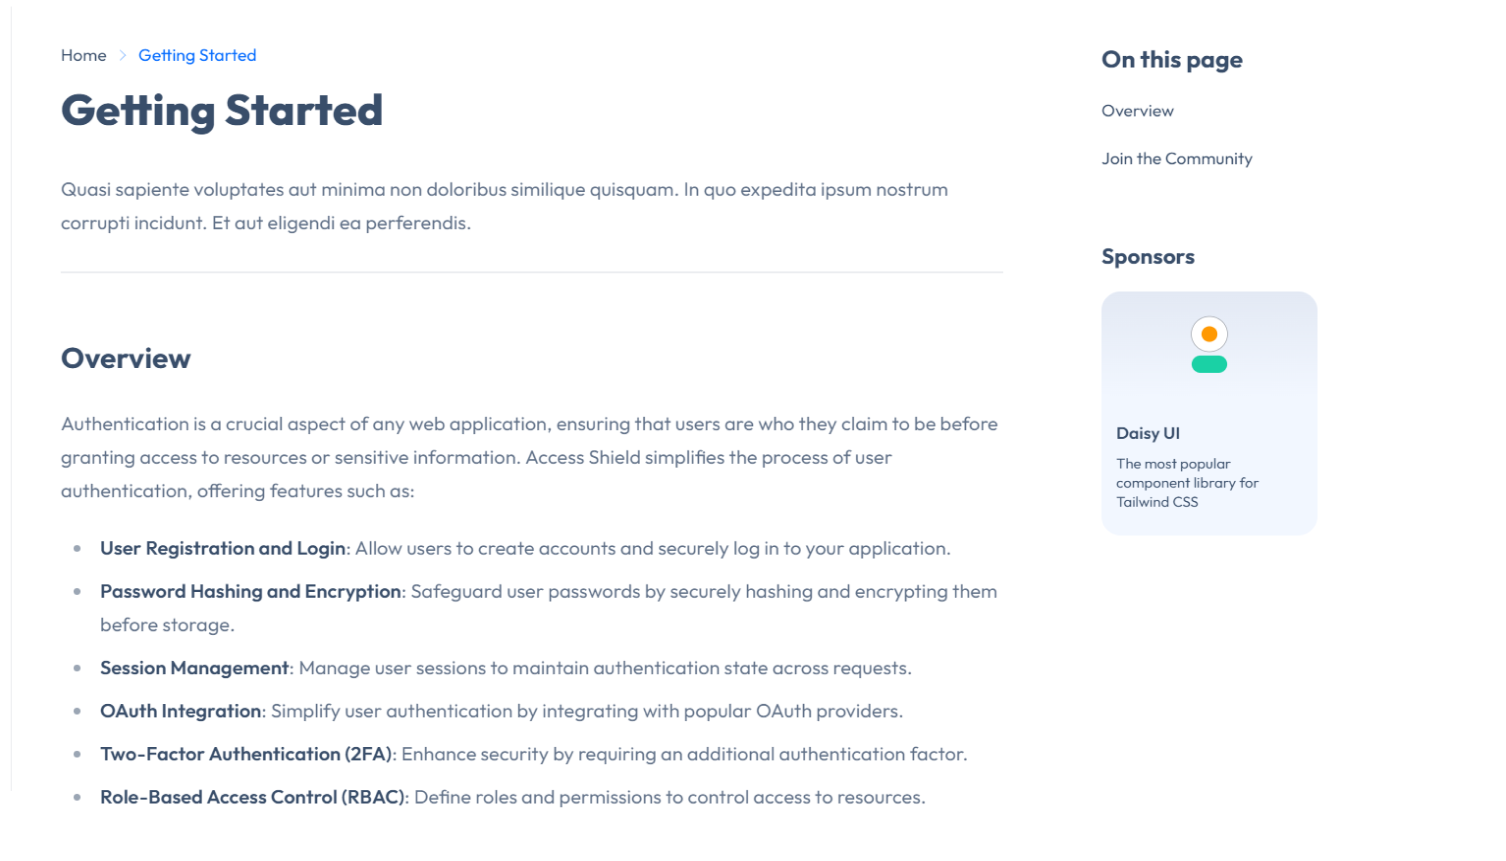 Home
Getting Started
Getting Started
Quasi sapiente voluptates aut minima non doloribus similique quisquam. In quo expedita ipsum nostrum
corrupti incidunt. Et aut eligendi ea perferendis.
Overview
Authentication is a crucial aspect of any web application, ensuring that users are who they claim to be before
granting access to resources or sensitive information. Access Shield simplifies the process of user
authentication, offering features such as:
User Registration and Login: Allow users to create accounts and securely log in to your application.
Password Hashing and Encryption: Safeguard user passwords by securely hashing and encrypting them
before storage.
Session Management: Manage user sessions to maintain authentication state across requests.
OAuth Integration: Simplify user authentication by integrating with popular OAuth providers.
Two-Factor Authentication (2FA): Enhance security by requiring an additional authentication factor.
Role-Based Access Control (RBAC): Define roles and permissions to control access to resources.
On this page
Overview
Join the Community
Sponsors
Daisy UI
The most popular
component library for
Tailwind CSS